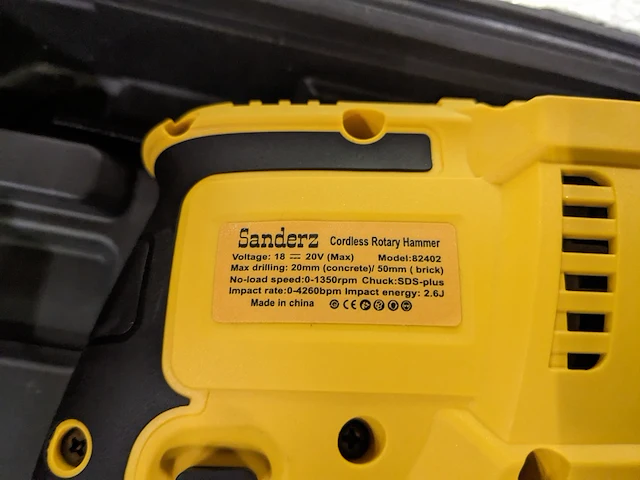 Sanderz Cordless Rotary Hammer
Voltage: 18 ⎓ 20V (Max) Model:82402
Max drilling: 20mm (concrete)/ 50mm ( brick)
No-load speed:0-1350rpm Chuck:SDS-plus
Impact rate:0-4260bpm Impact energy: 2.6J
Made in china CE